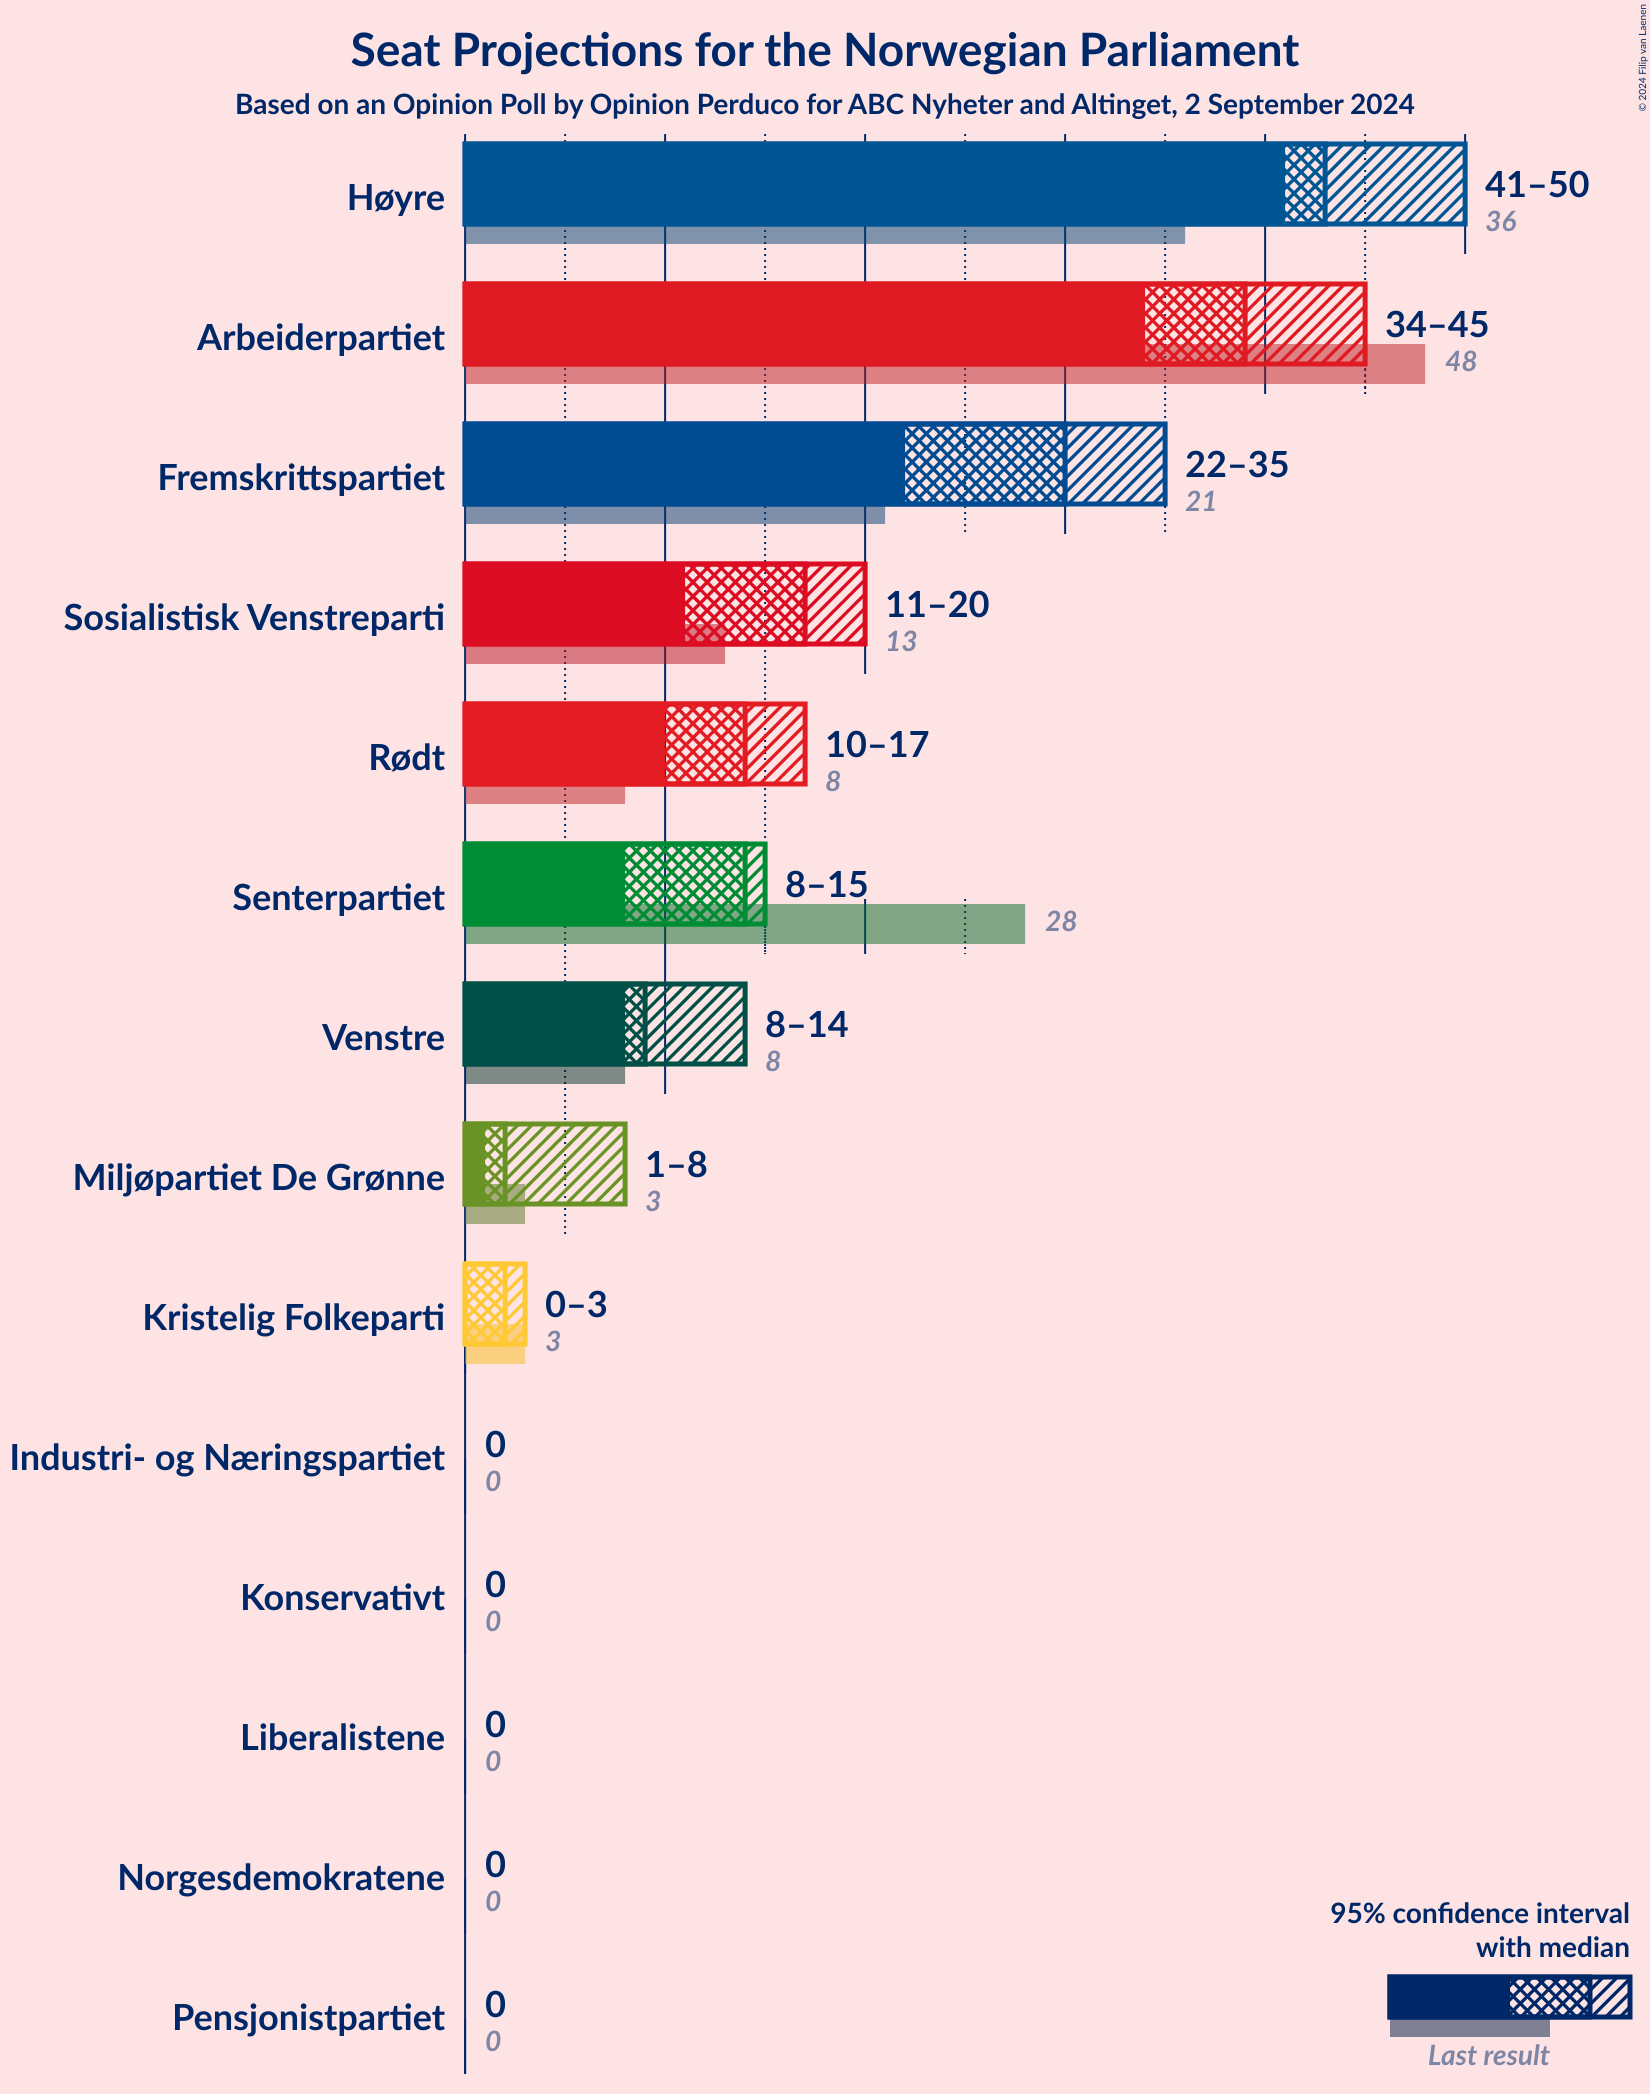 Seat Projections for the Norwegian Parliament
Based on an Opinion Poll by Opinion Perduco for ABC Nyheter and Altinget, 2 September 2024
© 2024 Filip van Laenen
Høyre
41–50
36
Arbeiderpartiet
34–45
48
Fremskrittspartiet
22–35
21
Sosialistisk Venstreparti
11–20
13
Rødt
10–17
8
Senterpartiet
8–15
28
Venstre
8–14
8
Miljøpartiet De Grønne
1–8
3
Kristelig Folkeparti
0–3
3
Industri- og Næringspartiet
0
0
Konservativt
0
0
Liberalistene
0
0
Norgesdemokratene
0
0
Pensjonistpartiet
0
0
95% confidence interval
with median
Last result